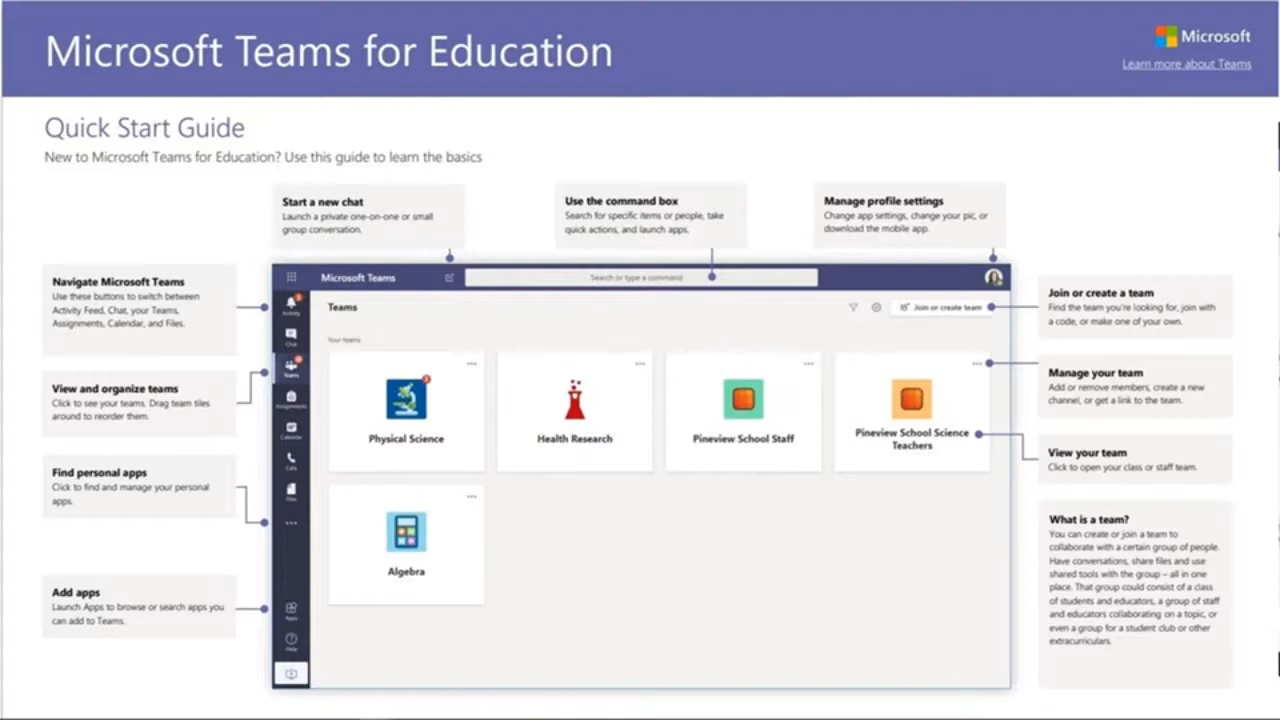 Microsoft Teams for Education
Microsoft
Learn more about Teams
Quick Start Guide
New to Microsoft Teams for Education? Use this guide to learn the basics
Start a new chat
Launch a private one-on-one or small
group conversation.
Use the command box
Search for specific items or people, take
quick actions, and launch apps.
Manage profile settings
Change app settings, change your pic, or
download the mobile app.
Navigate Microsoft Teams
Use these buttons to switch between
Activity Feed, Chat, your Teams,
Assignments, Calendar, and Files.
View and organize teams
Click to see your teams. Drag team tiles
around to reorder them.
Find personal apps
Click to find and manage your personal
apps.
Add apps
Launch Apps to browse or search apps you
can add to Teams.
Microsoft Teams
Search or type a command
Activity
Chat
Teams
Assignments
Calendar
Calls
Files
Apps
Help
Teams
Join or create team
Your teams
Physical Science
Health Research
Pineview School Staff
Pineview School Science
Teachers
Algebra
Join or create a team
Find the team you're looking for, join with
a code, or make one of your own.
Manage your team
Add or remove members, create a new
channel, or get a link to the team.
View your team
Click to open your class or staff team.
What is a team?
You can create or join a team to
collaborate with a certain group of people.
Have conversations, share files and use
shared tools with the group – all in one
place. That group could consist of a class
of students and educators, a group of staff
and educators collaborating on a topic, or
even a group for a student club or other
extracurriculars.